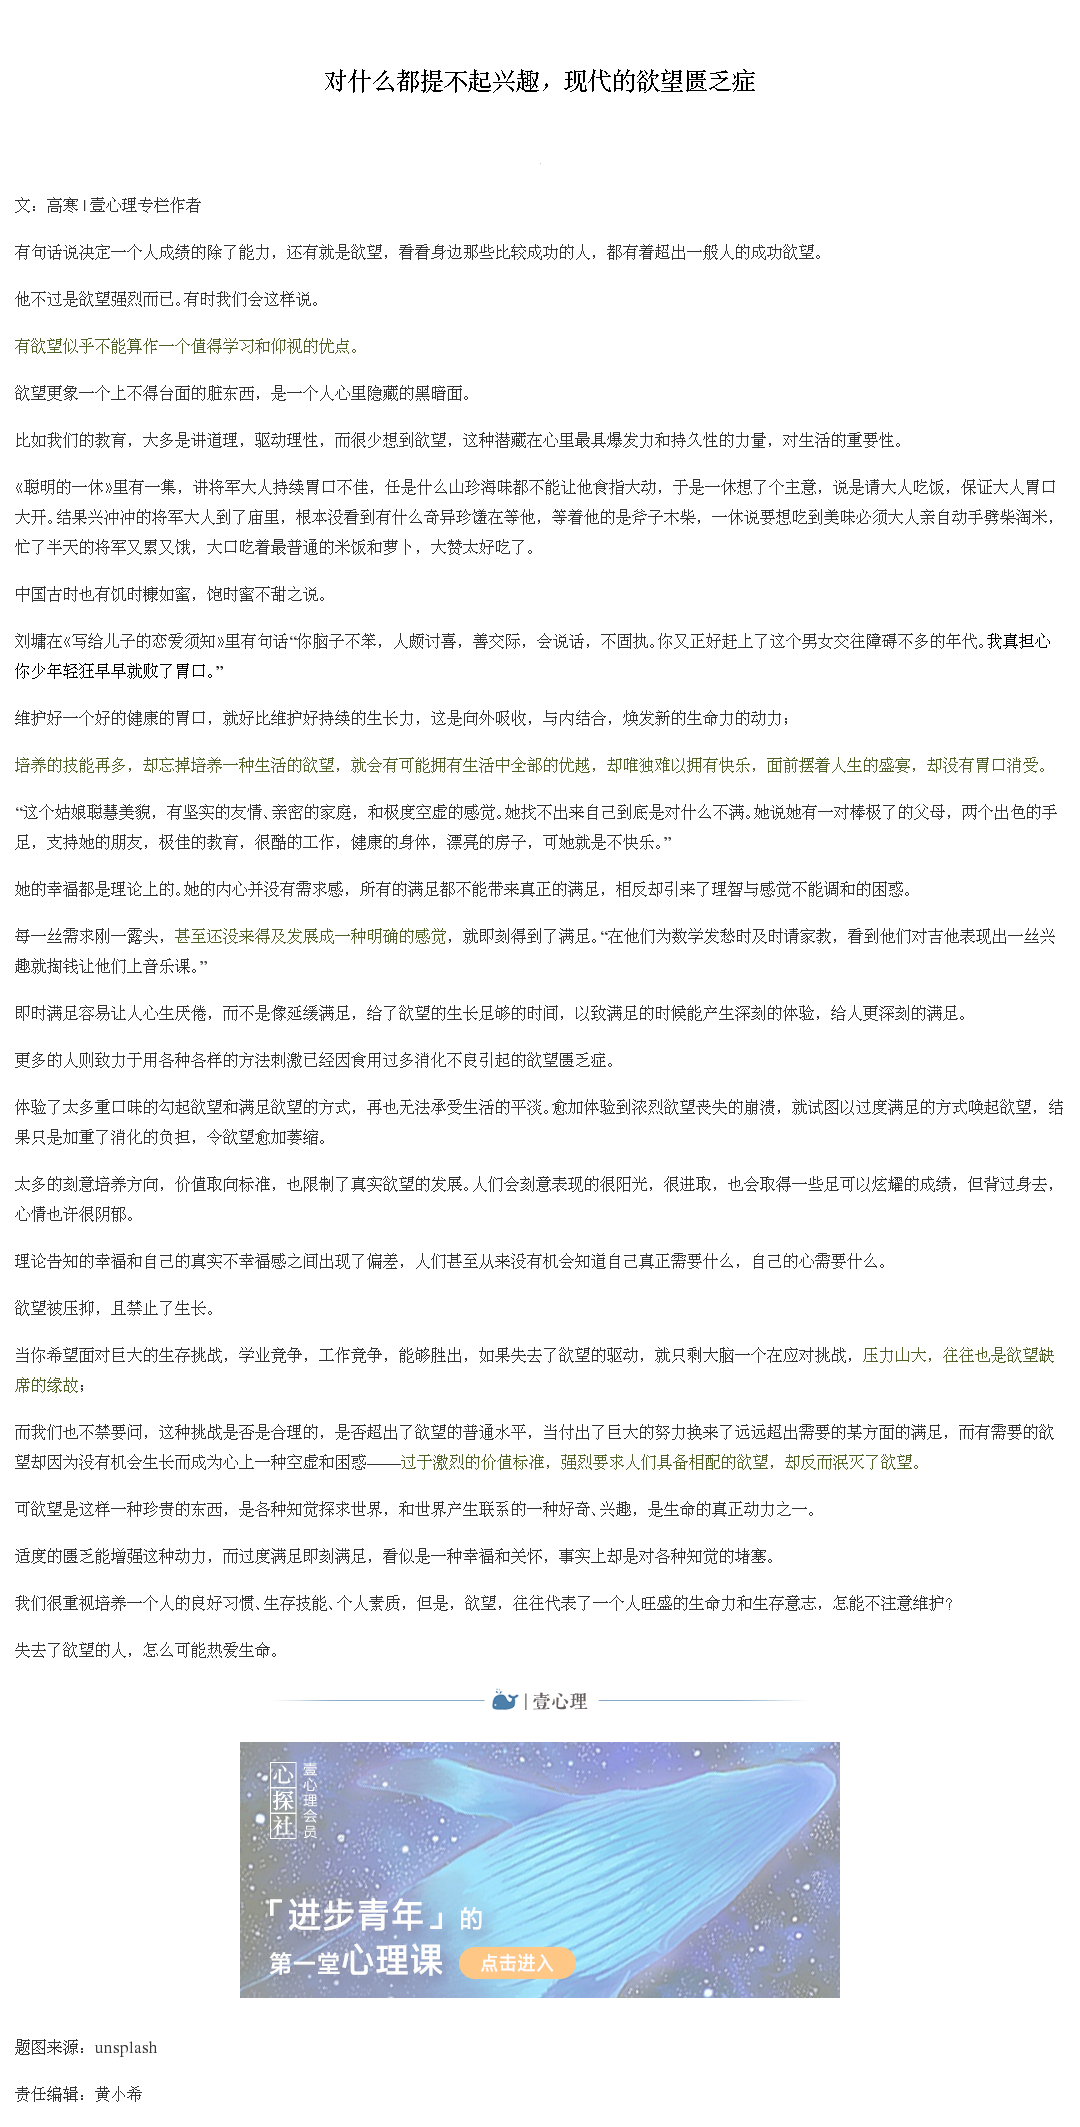 对什么都提不起兴趣，现代的欲望匮乏症
文：高寒 | 壹心理专栏作者
有句话说决定一个人成绩的除了能力，还有就是欲望，看看身边那些比较成功的人，都有着超出一般人的成功欲望。
他不过是欲望强烈而已。有时我们会这样说。
有欲望似乎不能算作一个值得学习和仰视的优点。
欲望更象一个上不得台面的脏东西，是一个人心里隐藏的黑暗面。
比如我们的教育，大多是讲道理，驱动理性，而很少想到欲望，这种潜藏在心里最具爆发力和持久性的力量，对生活的重要性。
《聪明的一休》里有一集，讲将军大人持续胃口不佳，任是什么山珍海味都不能让他食指大动，于是一休想了个主意，说是请大人吃饭，保证大人胃口
大开。结果兴冲冲的将军大人到了庙里，根本没看到有什么奇异珍馐在等他，等着他的是斧子木柴，一休说要想吃到美味必须大人亲自动手劈柴淘米，
忙了半天的将军又累又饿，大口吃着最普通的米饭和萝卜，大赞太好吃了。
中国古时也有饥时糠如蜜，饱时蜜不甜之说。
刘墉在《写给儿子的恋爱须知》里有句话“你脑子不笨，人颇讨喜，善交际，会说话，不固执。你又正好赶上了这个男女交往障碍不多的年代。我真担心
你少年轻狂早早就败了胃口。”
维护好一个好的健康的胃口，就好比维护好持续的生长力，这是向外吸收，与内结合，焕发新的生命力的动力；
培养的技能再多，却忘掉培养一种生活的欲望，就会有可能拥有生活中全部的优越，却唯独难以拥有快乐，面前摆着人生的盛宴，却没有胃口消受。
“这个姑娘聪慧美貌，有坚实的友情、亲密的家庭，和极度空虚的感觉。她找不出来自己到底是对什么不满。她说她有一对棒极了的父母，两个出色的手
足，支持她的朋友，极佳的教育，很酷的工作，健康的身体，漂亮的房子，可她就是不快乐。”
她的幸福都是理论上的。她的内心并没有需求感，所有的满足都不能带来真正的满足，相反却引来了理智与感觉不能调和的困惑。
每一丝需求刚一露头，甚至还没来得及发展成一种明确的感觉，就即刻得到了满足。“在他们为数学发愁时及时请家教，看到他们对吉他表现出一丝兴
趣就掏钱让他们上音乐课。”
即时满足容易让人心生厌倦，而不是像延缓满足，给了欲望的生长足够的时间，以致满足的时候能产生深刻的体验，给人更深刻的满足。
更多的人则致力于用各种各样的方法刺激已经因食用过多消化不良引起的欲望匮乏症。
体验了太多重口味的勾起欲望和满足欲望的方式，再也无法承受生活的平淡。愈加体验到浓烈欲望丧失的崩溃，就试图以过度满足的方式唤起欲望，结
果只是加重了消化的负担，令欲望愈加萎缩。
太多的刻意培养方向，价值取向标准，也限制了真实欲望的发展。人们会刻意表现的很阳光，很进取，也会取得一些足可以炫耀的成绩，但背过身去，
心情也许很阴郁。
理论告知的幸福和自己的真实不幸福感之间出现了偏差，人们甚至从来没有机会知道自己真正需要什么，自己的心需要什么。
欲望被压抑，且禁止了生长。
当你希望面对巨大的生存挑战，学业竞争，工作竞争，能够胜出，如果失去了欲望的驱动，就只剩大脑一个在应对挑战，压力山大，往往也是欲望缺
席的缘故；
而我们也不禁要问，这种挑战是否是合理的，是否超出了欲望的普通水平，当付出了巨大的努力换来了远远超出需要的某方面的满足，而有需要的欲
望却因为没有机会生长而成为心上一种空虚和困惑——过于激烈的价值标准，强烈要求人们具备相配的欲望，却反而泯灭了欲望。
可欲望是这样一种珍贵的东西，是各种知觉探求世界，和世界产生联系的一种好奇、兴趣，是生命的真正动力之一。
适度的匮乏能增强这种动力，而过度满足即刻满足，看似是一种幸福和关怀，事实上却是对各种知觉的堵塞。
我们很重视培养一个人的良好习惯、生存技能、个人素质，但是，欲望，往往代表了一个人旺盛的生命力和生存意志，怎能不注意维护？
失去了欲望的人，怎么可能热爱生命。
| 壹心理
心探社
壹心理会员
「进步青年」的
第一堂心理课
点击进入
题图来源：unsplash
责任编辑：黄小希